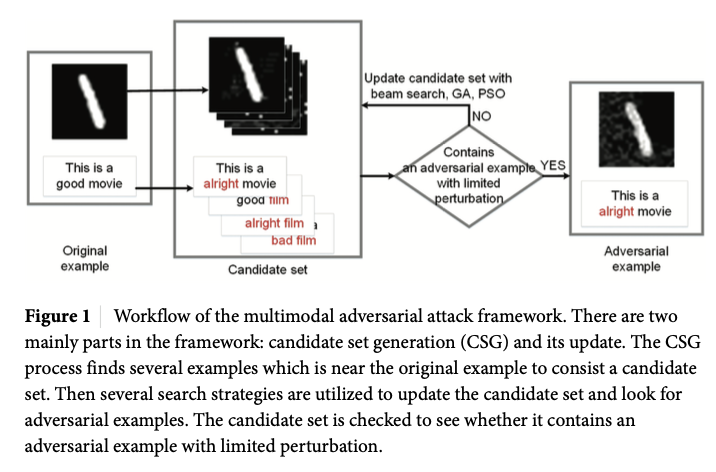 Update candidate set with
beam search, GA, PSO
NO
This is a
good movie
This is a
alright movie
good film
alright film
bad film
Contains
an adversarial example
with limited
perturbation
YES
This is a
alright movie
Original
example
Candidate set
Adversarial
example
Figure 1 | Workflow of the multimodal adversarial attack framework. There are two
mainly parts in the framework: candidate set generation (CSG) and its update. The CSG
process finds several examples which is near the original example to consist a candidate
set. Then several search strategies are utilized to update the candidate set and look for
adversarial examples. The candidate set is checked to see whether it contains an
adversarial example with limited perturbation.